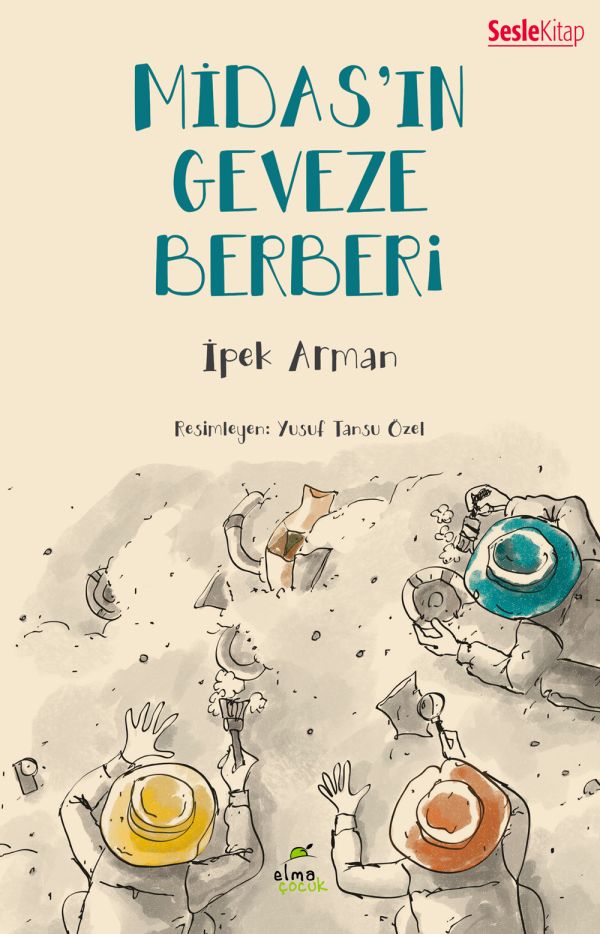 SesleKitap
MİDAS'IN
GEVEZE
BERBERİ
İpek Arman
Resimleyen: Yusuf Tansu Özel
elma
çocuk